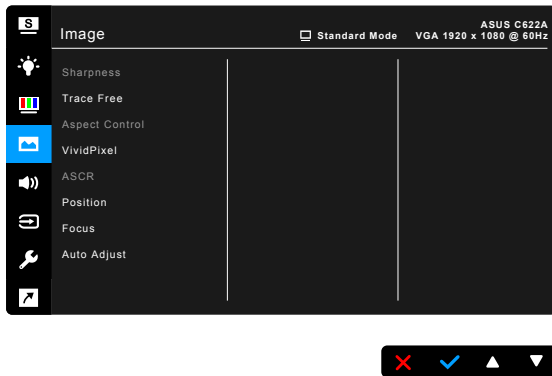 S
ASUS C622A
Image
Standard Mode
VGA 1920 x 1080 @ 60Hz
Sharpness
Trace Free
Aspect Control
VividPixel
ASCR
Position
Focus
Auto Adjust